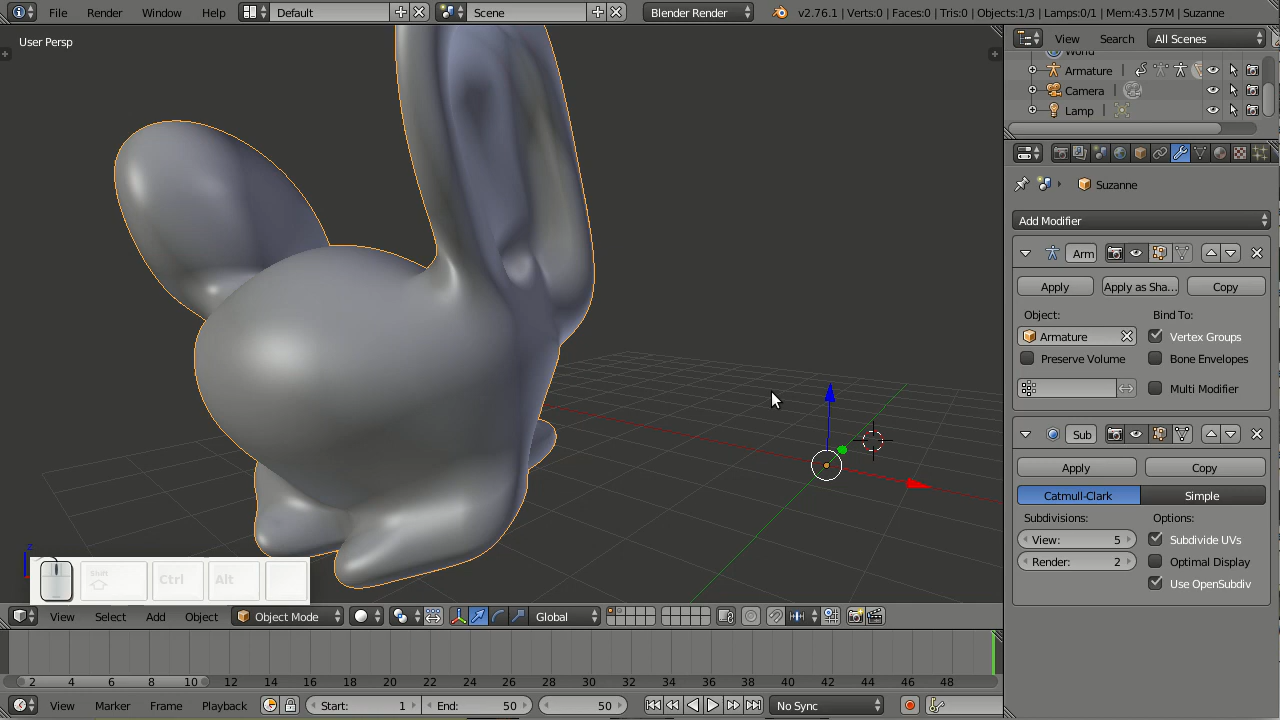 File Render Window Help Default Scene Blender Render v2.76.1 | Verts:0 | Faces:0 | Tris:0 | Objects:1/3 | Lamps:0/1 | Mem:43.57M | Suzanne
User Persp
View Search All Scenes
World
Armature
Camera
Lamp
Suzanne
Add Modifier
Arm
Apply Apply as Sha... Copy
Object: Bind To:
Armature Vertex Groups
Preserve Volume Bone Envelopes
Multi Modifier
Sub
Apply Copy
Catmull-Clark Simple
Subdivisions: Options:
View: 5 Subdivide UVs
Render: 2 Optimal Display
Use OpenSubdiv
z
Shift Ctrl Alt
View Select Add Object Object Mode Global
2 4 6 8 10 12 14 16 18 20 22 24 26 28 30 32 34 36 38 40 42 44 46 48
View Marker Frame Playback Start: 1 End: 50 50 No Sync